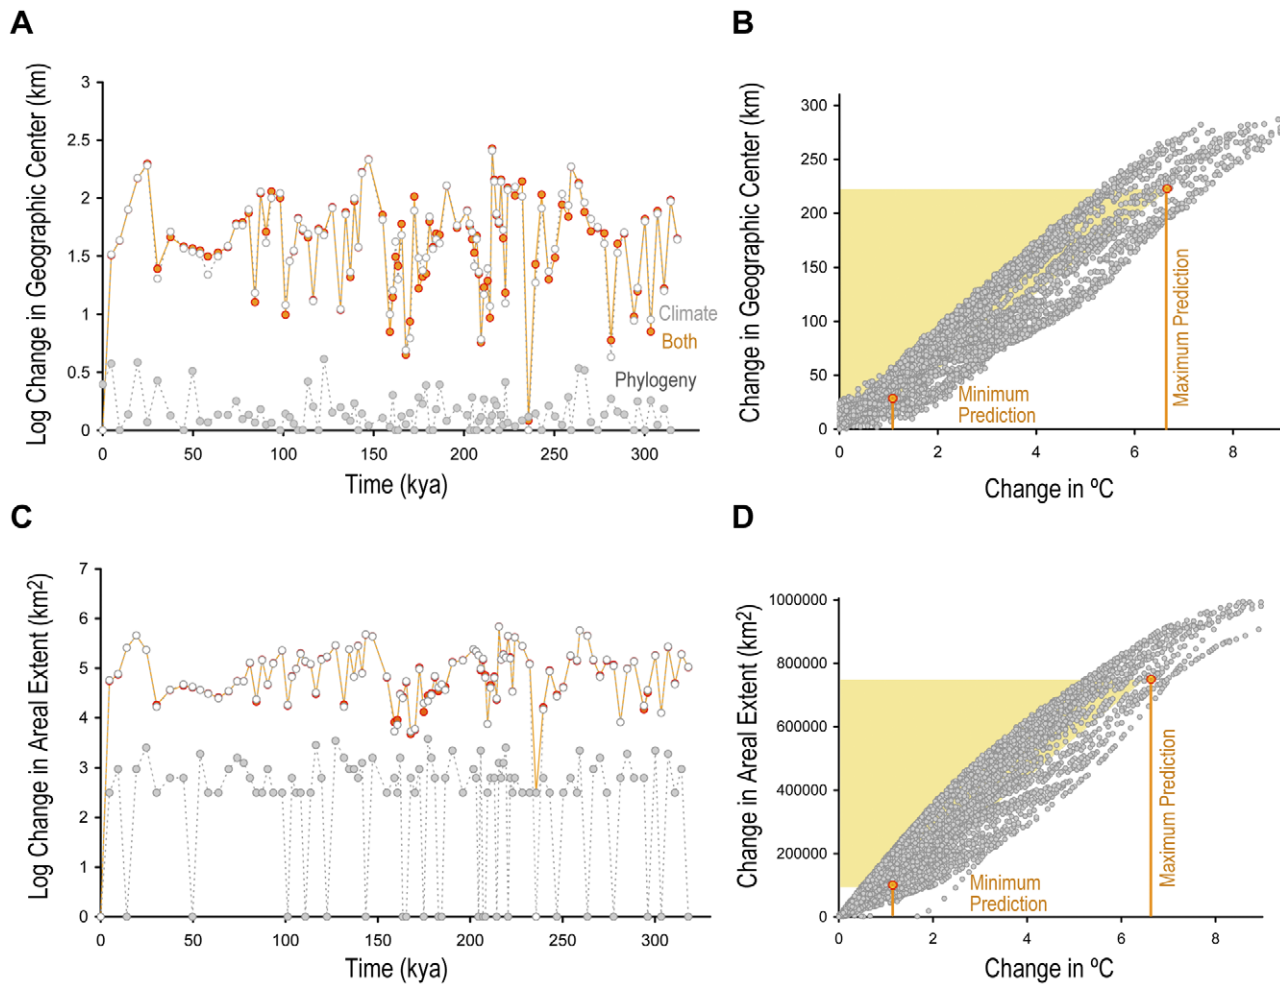 A
Log Change in Geographic Center (km)
3
2.5
2
1.5
1
0.5
0
Climate
Both
Phylogeny
0 50 100 150 200 250 300
Time (kya)
B
Change in Geographic Center (km)
300
250
200
150
100
50
0
Minimum
Prediction
Maximum Prediction
0 2 4 6 8
Change in ºC
C
Log Change in Areal Extent (km2)
7
6
5
4
3
2
1
0
0 50 100 150 200 250 300
Time (kya)
D
Change in Areal Extent (km2)
1000000
800000
600000
400000
200000
0
Minimum
Prediction
Maximum Prediction
0 2 4 6 8
Change in ºC